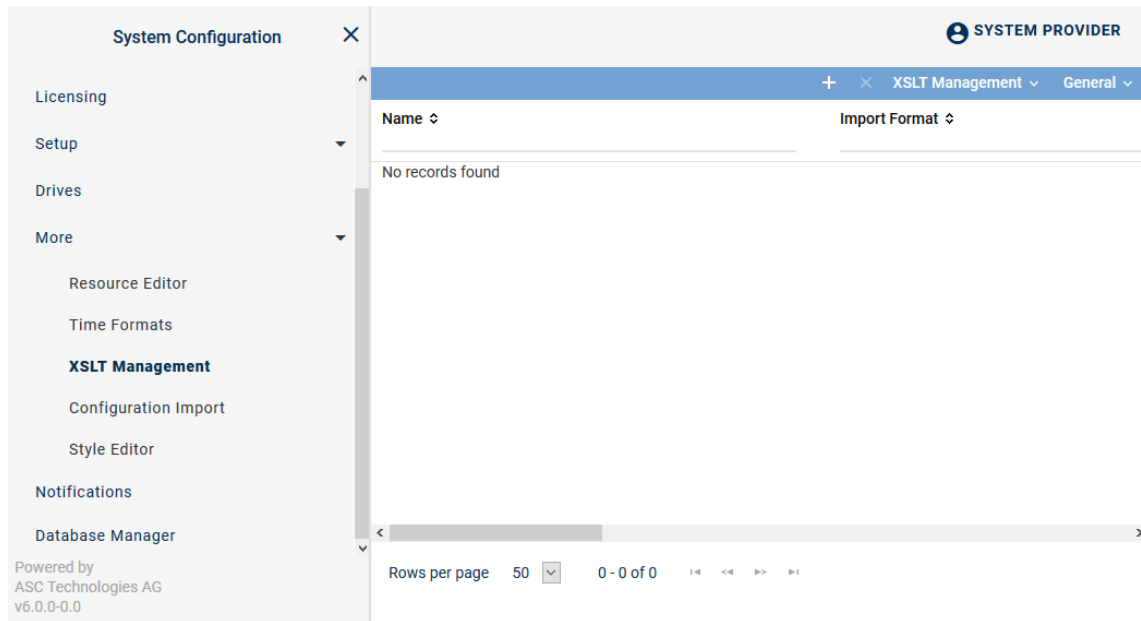 System Configuration
SYSTEM PROVIDER
Licensing
Setup
Drives
More
Resource Editor
Time Formats
XSLT Management
Configuration Import
Style Editor
Notifications
Database Manager
Powered by
ASC Technologies AG
v6.0.0-0.0
XSLT Management General
Name Import Format
No records found
Rows per page 50 0 - 0 of 0